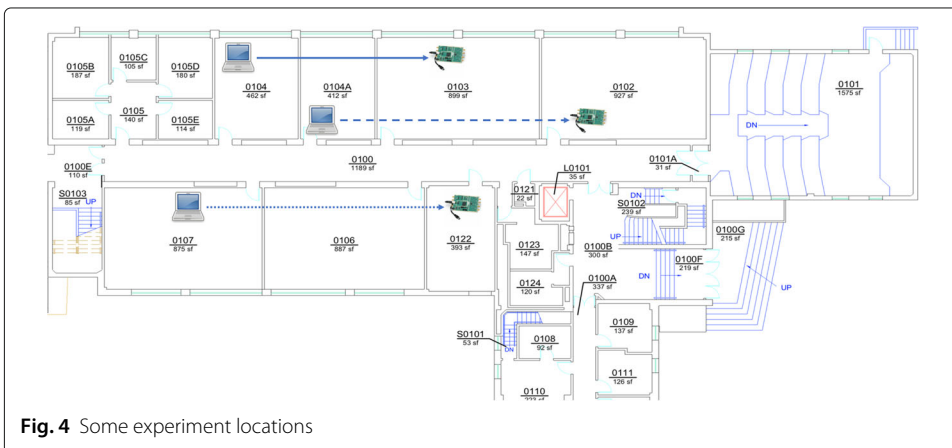 0105B
187 sf
0105C
105 sf
0105D
180 sf
0104
462 sf
0104A
412 sf
0103
899 sf
0102
927 sf
0101
1575 sf
DN
0105
140 sf
0105A
119 sf
0105E
114 sf
0100E
110 sf
0100
1189 sf
L0101
35 sf
0101A
31 sf
S0103
85 sf
UP
0107
875 sf
0106
887 sf
0122
393 sf
0121
22 sf
DN
S0102
239 sf
UP
0123
147 sf
0100B
300 sf
0100G
215 sf
0100F
219 sf
DN
UP
0124
120 sf
0100A
337 sf
S0101
53 sf
DN
0108
92 sf
0109
137 sf
0111
126 sf
0110
Fig. 4 Some experiment locations